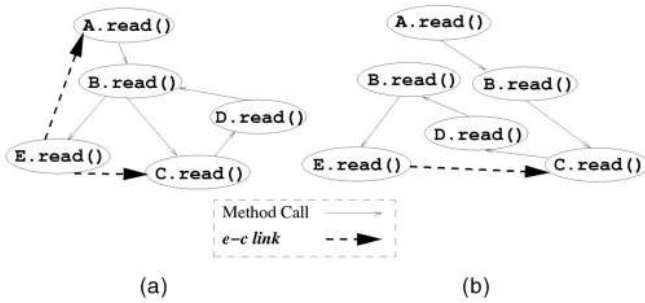 A.read()
B.read()
D.read()
E.read()
C.read()
(a)
A.read()
B.read()
B.read()
D.read()
E.read()
C.read()
(b)
Method Call
e-c link